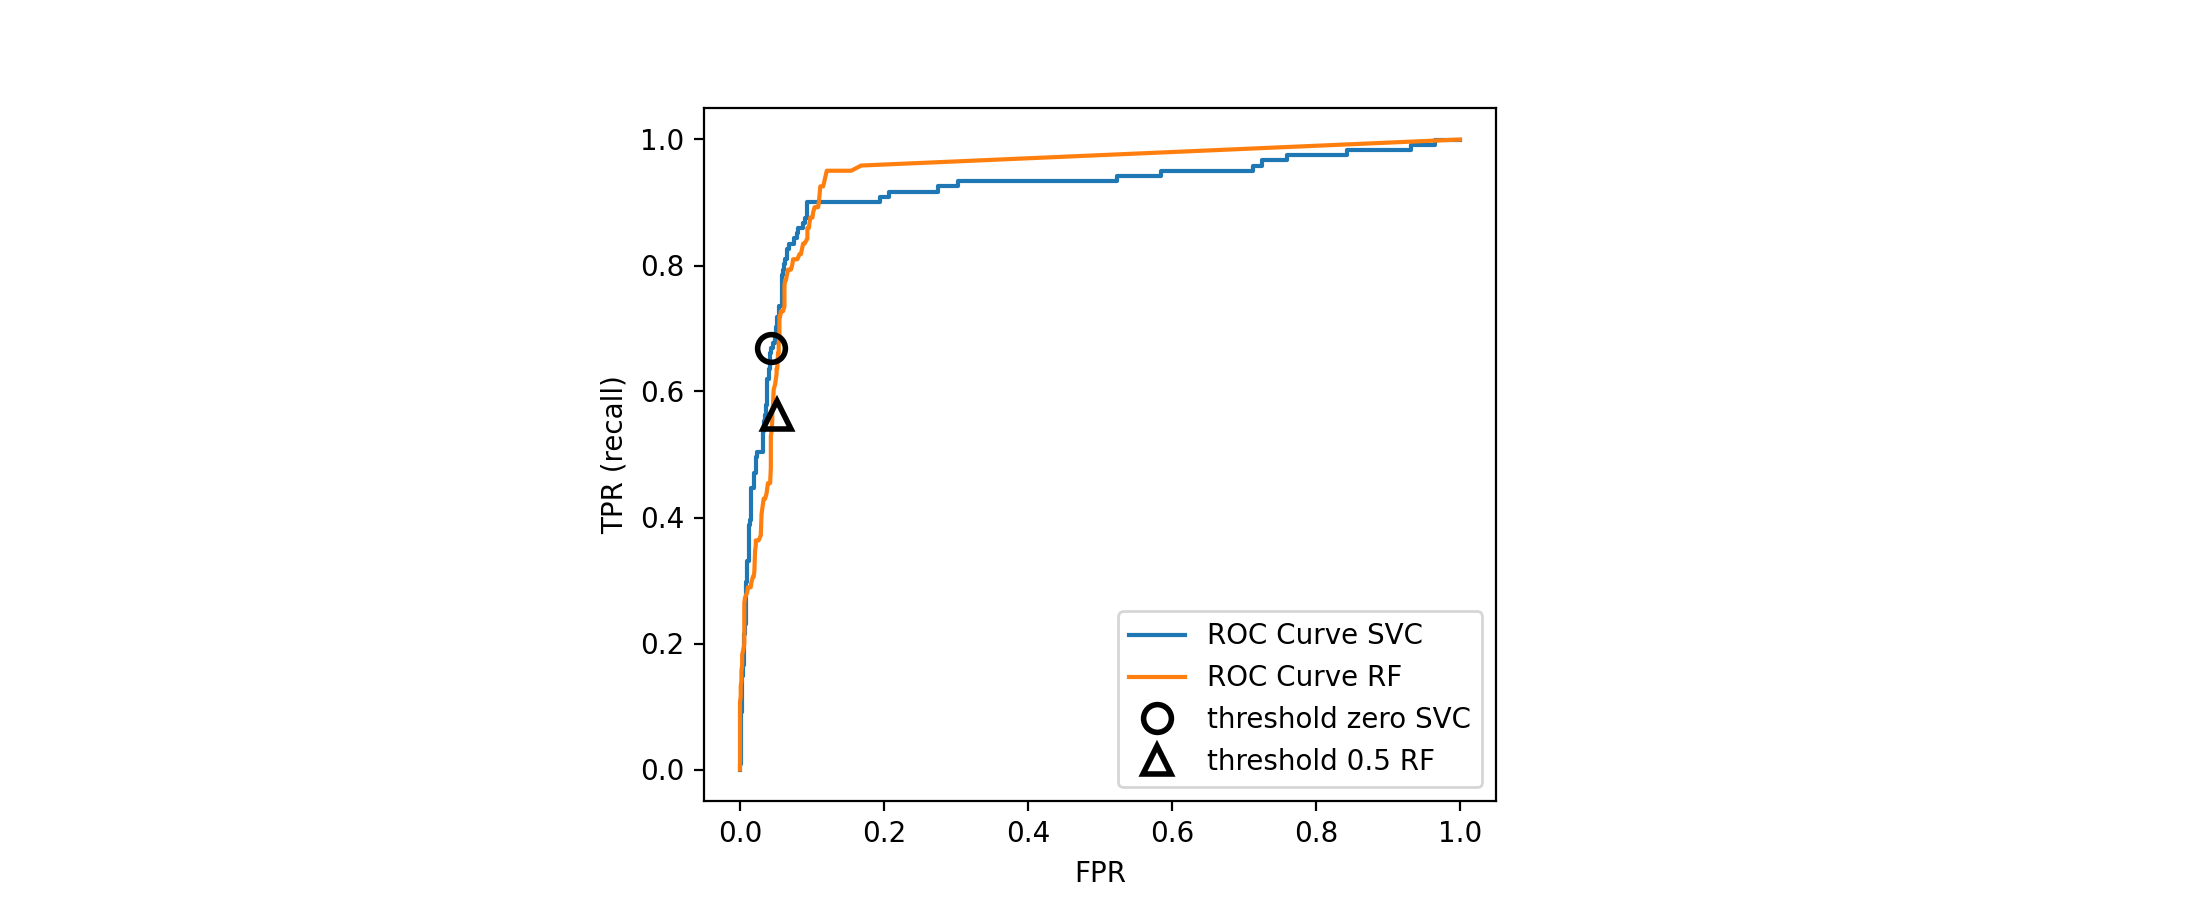 1.0
0.8
0.6
0.4
0.2
0.0
TPR (recall)
0.0 0.2 0.4 0.6 0.8 1.0
FPR
ROC Curve SVC
ROC Curve RF
threshold zero SVC
threshold 0.5 RF